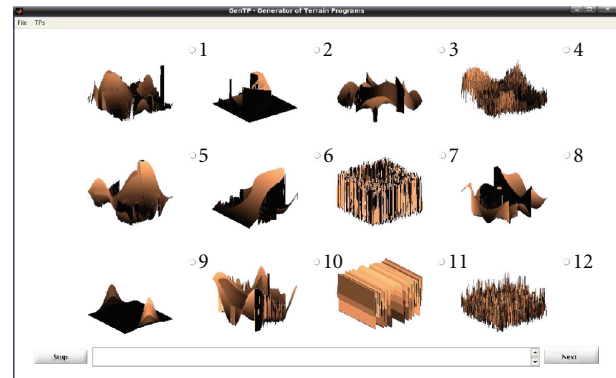 GenTP - Generator of Terrain Programs
File TPs
1 2 3 4
5 6 7 8
9 10 11 12
Stop Next